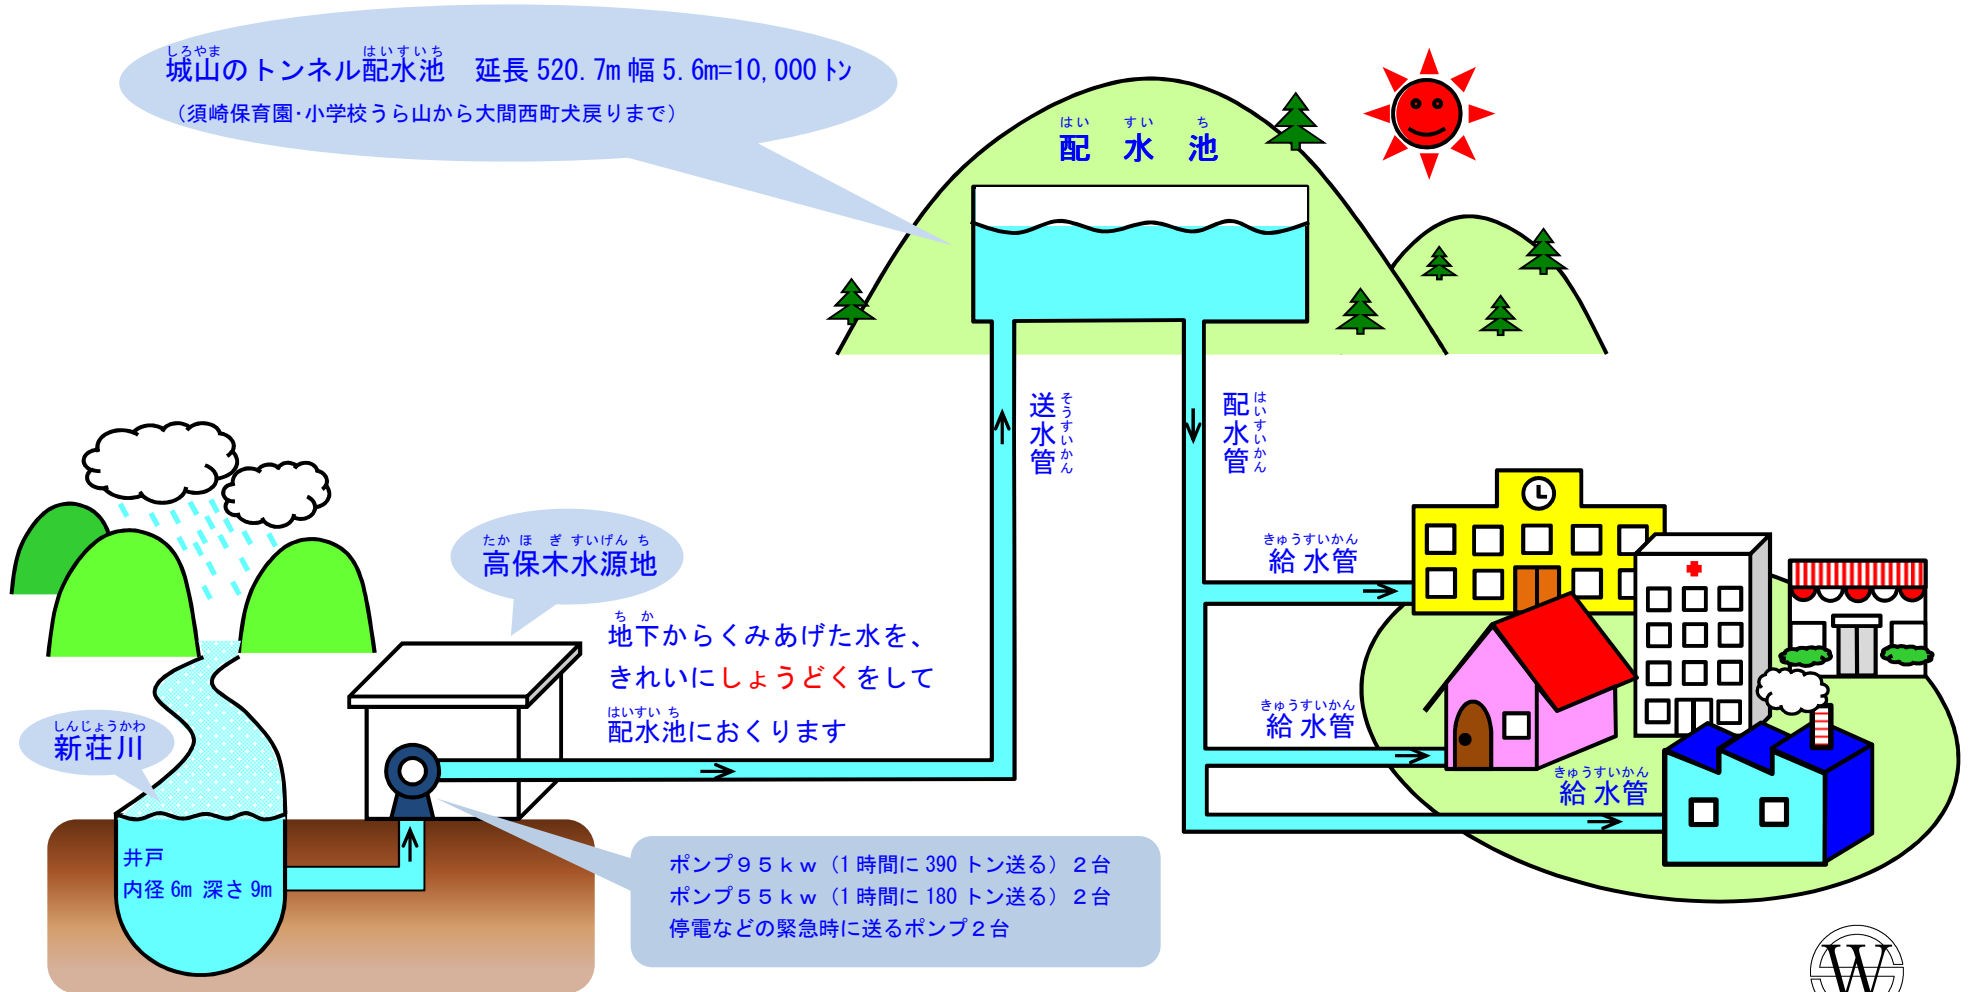 しろやま はいすいち
城山のトンネル配水池 延長 520.7m 幅 5.6m=10,000 ㌧
（須崎保育園･小学校うら山から大間西町犬戻りまで）
はい すい ち
配 水 池
送水管
そうすいかん
配水管
はいすいかん
きゅうすいかん
給水管
たか ほ ぎ すいげん ち
高保木水源地
ち か
地下からくみあげた水を、
きれいにしょうどくをして
はいすい ち
配水池におくります
きゅうすいかん
給水管
しんじょうかわ
新荘川
きゅうすいかん
給水管
井戸
内径 6m 深さ 9m
ポンプ９５ｋｗ（1 時間に 390 トン送る）２台
ポンプ５５ｋｗ（1 時間に 180 トン送る）２台
停電などの緊急時に送るポンプ２台
W